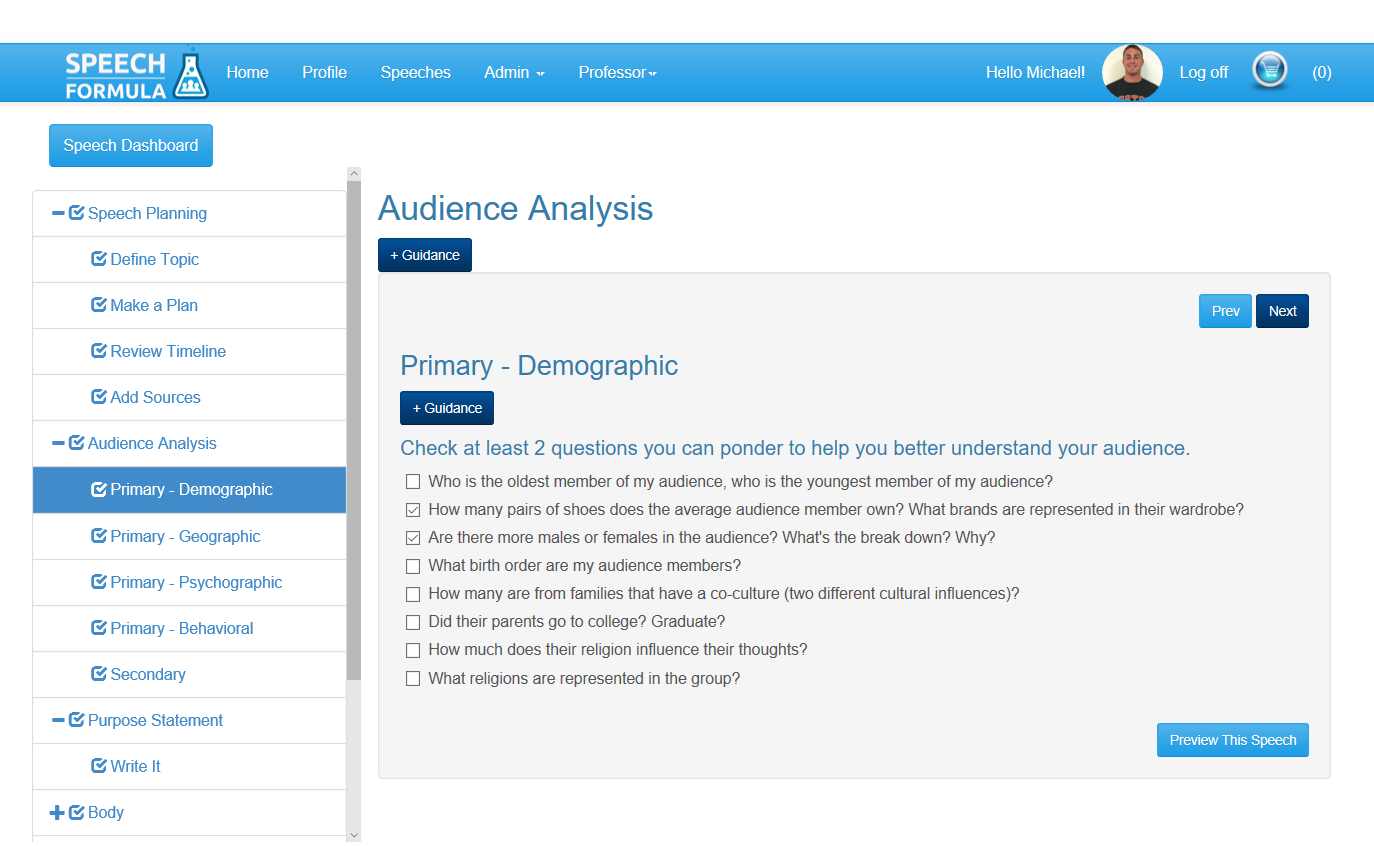 SPEECH
FORMULA
Home Profile Speeches Admin Professor Hello Michael! Log off (0)
Speech Dashboard
Speech Planning
Define Topic
Make a Plan
Review Timeline
Add Sources
Audience Analysis
Primary - Demographic
Primary - Geographic
Primary - Psychographic
Primary - Behavioral
Secondary
Purpose Statement
Write It
Body
Audience Analysis
+ Guidance
Prev Next
Primary - Demographic
+ Guidance
Check at least 2 questions you can ponder to help you better understand your audience.
Who is the oldest member of my audience, who is the youngest member of my audience?
How many pairs of shoes does the average audience member own? What brands are represented in their wardrobe?
Are there more males or females in the audience? What's the break down? Why?
What birth order are my audience members?
How many are from families that have a co-culture (two different cultural influences)?
Did their parents go to college? Graduate?
How much does their religion influence their thoughts?
What religions are represented in the group?
Preview This Speech